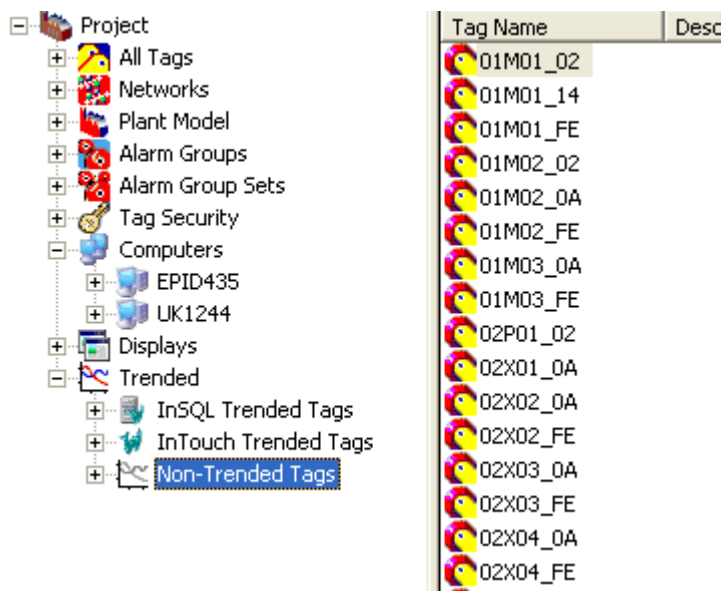 Project
All Tags
Networks
Plant Model
Alarm Groups
Alarm Group Sets
Tag Security
Computers
EPID435
UK1244
Displays
Trended
InSQL Trended Tags
InTouch Trended Tags
Non-Trended Tags
Tag Name Desc
01M01_02
01M01_14
01M01_FE
01M02_02
01M02_0A
01M02_FE
01M03_0A
01M03_FE
02P01_02
02X01_0A
02X02_0A
02X02_FE
02X03_0A
02X03_FE
02X04_0A
02X04_FE